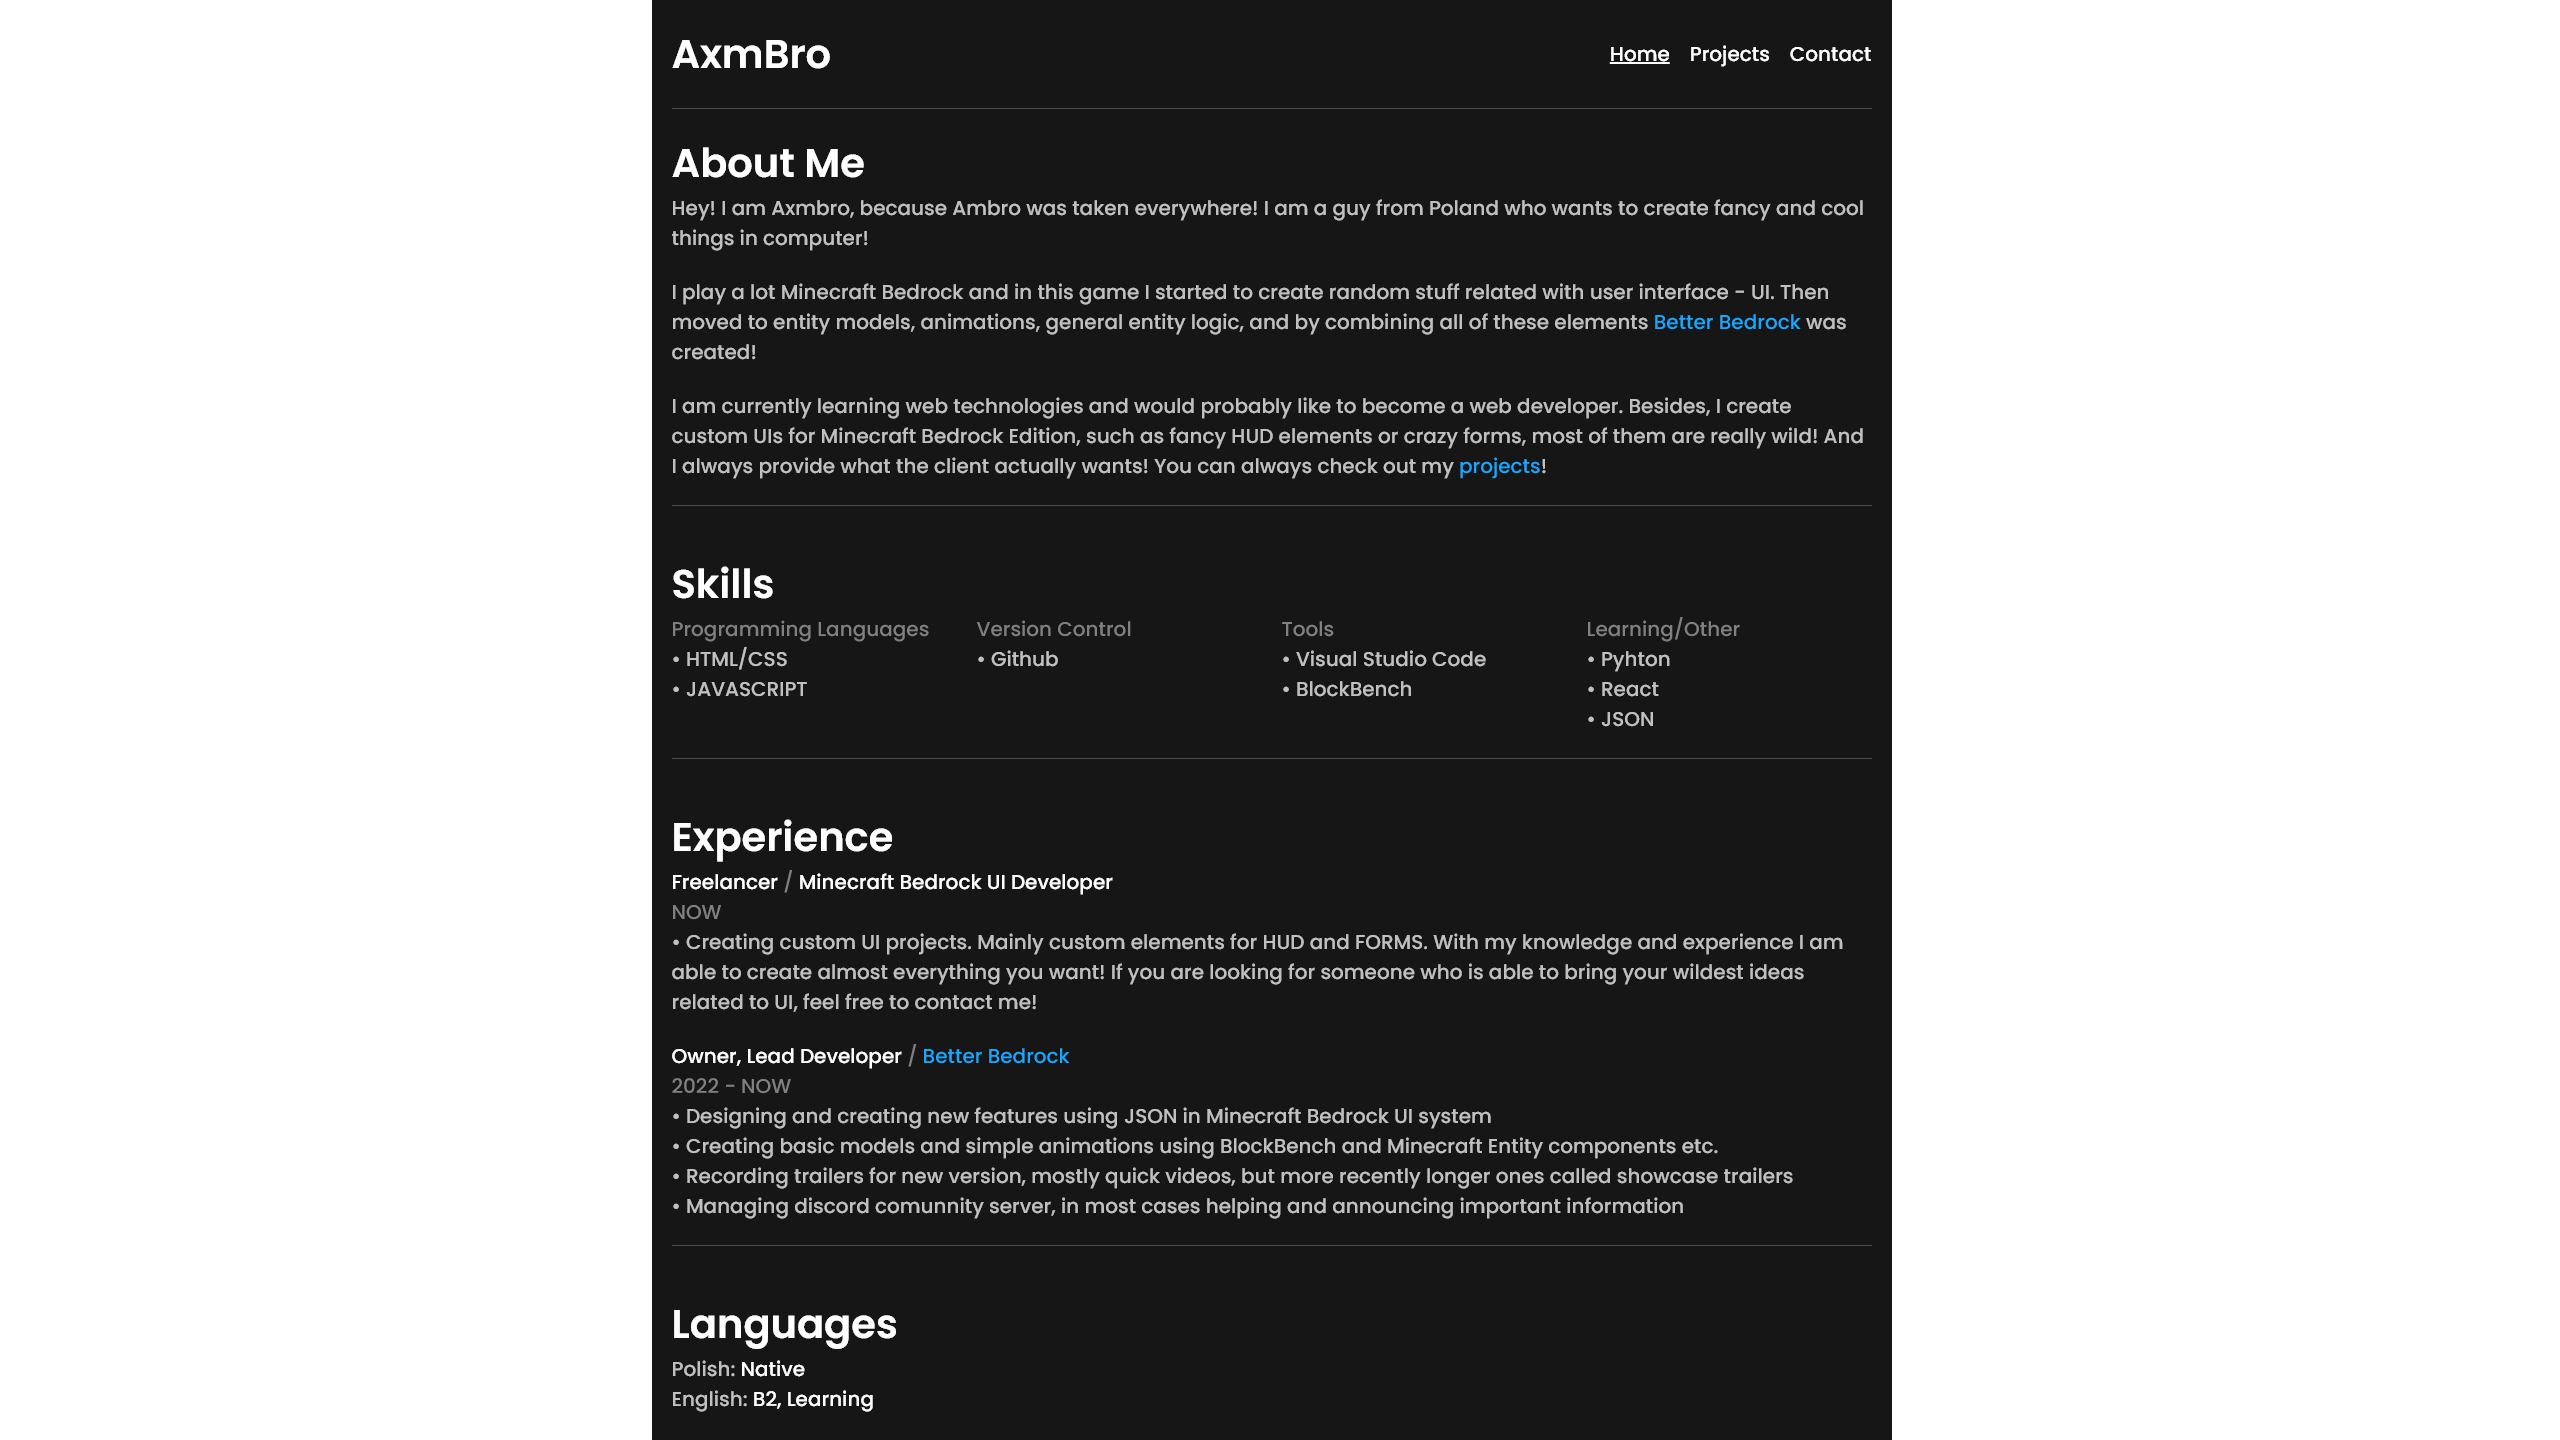 AxmBro
Home Projects Contact
About Me
Hey! I am Axmbro, because Ambro was taken everywhere! I am a guy from Poland who wants to create fancy and cool
things in computer!
I play a lot Minecraft Bedrock and in this game I started to create random stuff related with user interface - UI. Then
moved to entity models, animations, general entity logic, and by combining all of these elements Better Bedrock was
created!
I am currently learning web technologies and would probably like to become a web developer. Besides, I create
custom UIs for Minecraft Bedrock Edition, such as fancy HUD elements or crazy forms, most of them are really wild! And
I always provide what the client actually wants! You can always check out my projects!
Skills
Programming Languages
• HTML/CSS
• JAVASCRIPT
Version Control
• Github
Tools
• Visual Studio Code
• BlockBench
Learning/Other
• Pyhton
• React
• JSON
Experience
Freelancer / Minecraft Bedrock UI Developer
NOW
• Creating custom UI projects. Mainly custom elements for HUD and FORMS. With my knowledge and experience I am
able to create almost everything you want! If you are looking for someone who is able to bring your wildest ideas
related to UI, feel free to contact me!
Owner, Lead Developer / Better Bedrock
2022 - NOW
• Designing and creating new features using JSON in Minecraft Bedrock UI system
• Creating basic models and simple animations using BlockBench and Minecraft Entity components etc.
• Recording trailers for new version, mostly quick videos, but more recently longer ones called showcase trailers
• Managing discord comunnity server, in most cases helping and announcing important information
Languages
Polish: Native
English: B2, Learning